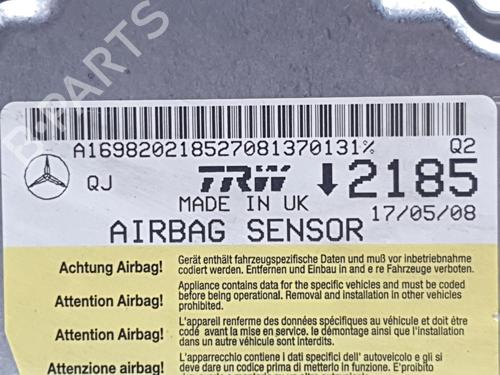 B-PARTS
A16982021852708137013​1% Q2
QJ TRW ↓2185
MADE IN UK 17/05/08
AIRBAG SENSOR
Achtung Airbag! Gerät enthält fahrzeugspezifische Daten und muß vor inbetriebnahme
codiert werden. Entfernen und Einbau in and e re Fahrzeuge verboten.
Attention Airbag! Appliance contains data for the specific vehicles and must be coded
before being operational. Removal and installation in other vehicles
prohibited.
Attention Airbag! L'appareil renferme des données spécifiques au véhicule et doit être
codé avant la mise en service. le démontage ainsi que l'installation
dans un autre véhicule sont interdits.
Attenzione airbag! L'apparecchio contiene i dati specifici dell' autoveicolo e gli si
deve dare un codice prima di metterlo in funzione. E'proibito